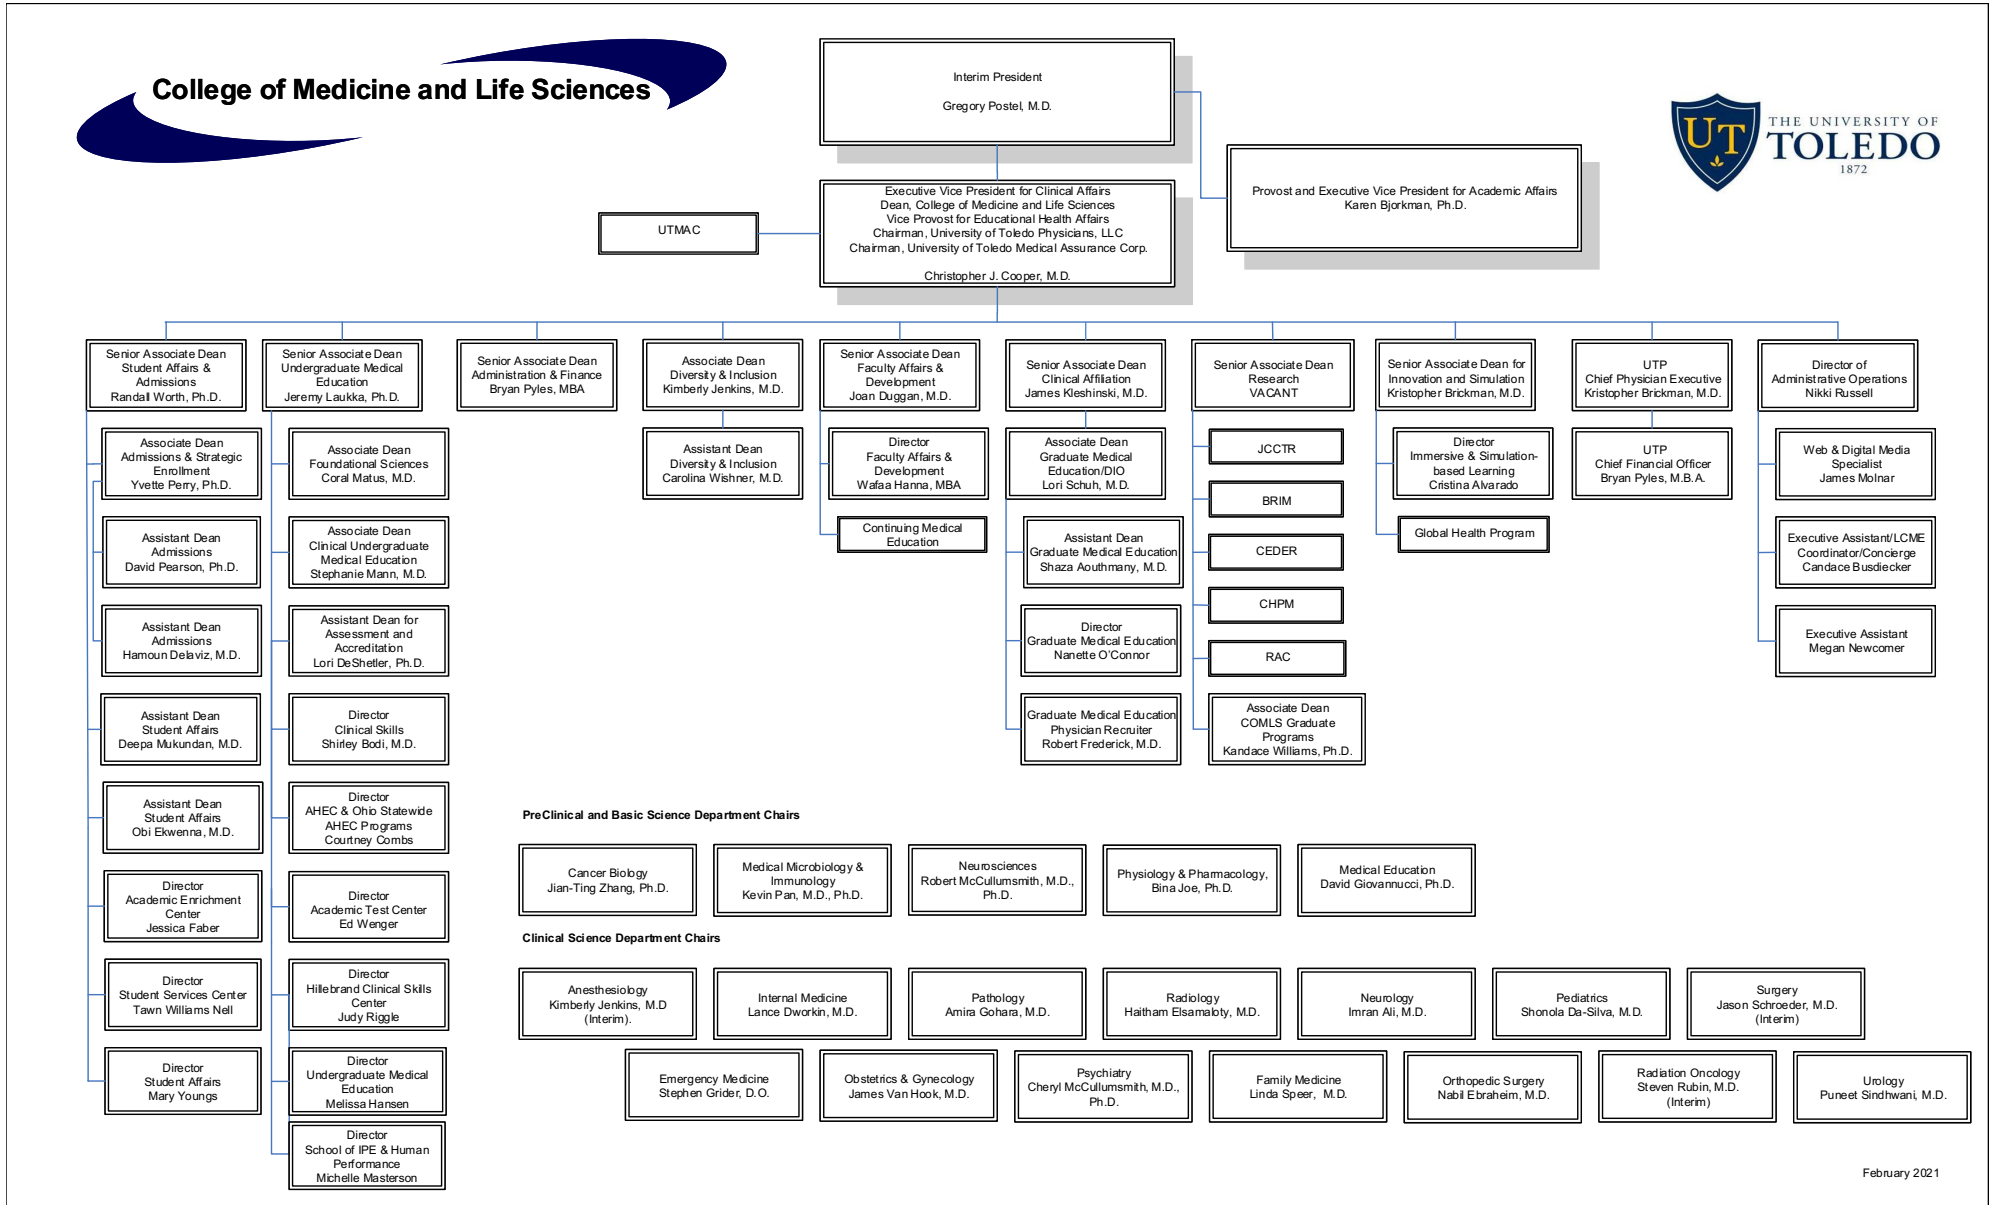 College of Medicine and Life Sciences
Interim President
Gregory Postel, M.D.
THE UNIVERSITY OF
TOLEDO
1872
UT
Provost and Executive Vice President for Academic Affairs
Karen Bjorkman, Ph.D.
Executive Vice President for Clinical Affairs
Dean, College of Medicine and Life Sciences
Vice Provost for Educational Health Affairs
Chairman, University of Toledo Physicians, LLC
Chairman, University of Toledo Medical Assurance Corp.
Christopher J. Cooper, M.D.
UTMAC
Senior Associate Dean
Student Affairs &
Admissions
Randall Worth, Ph.D.
Senior Associate Dean
Undergraduate Medical
Education
Jeremy Laukka, Ph.D.
Senior Associate Dean
Administration & Finance
Bryan Pyles, MBA
Associate Dean
Diversity & Inclusion
Kimberly Jenkins, M.D.
Senior Associate Dean
Faculty Affairs &
Development
Joan Duggan, M.D.
Senior Associate Dean
Clinical Affiliation
James Kleshinski, M.D.
Senior Associate Dean
Research
VACANT
Senior Associate Dean for
Innovation and Simulation
Kristopher Brickman, M.D.
UTP
Chief Physician Executive
Kristopher Brickman, M.D.
Director of
Administrative Operations
Nikki Russell
Associate Dean
Admissions & Strategic
Enrollment
Yvette Perry, Ph.D.
Assistant Dean
Admissions
David Pearson, Ph.D.
Assistant Dean
Admissions
Hamoun Delaviz, M.D.
Assistant Dean
Student Affairs
Deepa Mukundan, M.D.
Assistant Dean
Student Affairs
Obi Ekwenna, M.D.
Director
Academic Enrichment
Center
Jessica Faber
Director
Student Services Center
Tawn Williams Nell
Director
Student Affairs
Mary Youngs
Associate Dean
Foundational Sciences
Coral Matus, M.D.
Associate Dean
Clinical Undergraduate
Medical Education
Stephanie Mann, M.D.
Assistant Dean for
Assessment and
Accreditation
Lori DeShetler, Ph.D.
Director
Clinical Skills
Shirley Bodi, M.D.
Director
AHEC & Ohio Statewide
AHEC Programs
Courtney Combs
Director
Academic Test Center
Ed Wenger
Director
Hillebrand Clinical Skills
Center
Judy Riggle
Director
Undergraduate Medical
Education
Melissa Hansen
Director
School of IPE & Human
Performance
Michelle Masterson
Assistant Dean
Diversity & Inclusion
Carolina Wishner, M.D.
Director
Faculty Affairs &
Development
Wafaa Hanna, MBA
Continuing Medical
Education
Associate Dean
Graduate Medical
Education/DIO
Lori Schuh, M.D.
Assistant Dean
Graduate Medical Education
Shaza Aouthmany, M.D.
Director
Graduate Medical Education
Nanette O'Connor
Graduate Medical Education
Physician Recruiter
Robert Frederick, M.D.
JCCTR
BRIM
CEDER
CHPM
RAC
Associate Dean
COMLS Graduate
Programs
Kandace Williams, Ph.D.
Director
Immersive & Simulation-
based Learning
Cristina Alvarado
Global Health Program
UTP
Chief Financial Officer
Bryan Pyles, M.B.A.
Web & Digital Media
Specialist
James Molnar
Executive Assistant/LCME
Coordinator/Concierge
Candace Busdiecker
Executive Assistant
Megan Newcomer
PreClinical and Basic Science Department Chairs
Cancer Biology
Jian-Ting Zhang, Ph.D.
Medical Microbiology &
Immunology
Kevin Pan, M.D., Ph.D.
Neurosciences
Robert McCullumsmith, M.D.,
Ph.D.
Physiology & Pharmacology,
Bina Joe, Ph.D.
Medical Education
David Giovannucci, Ph.D.
Clinical Science Department Chairs
Anesthesiology
Kimberly Jenkins, M.D
(Interim).
Internal Medicine
Lance Dworkin, M.D.
Pathology
Amira Gohara, M.D.
Radiology
Haitham Elsamaloty, M.D.
Neurology
Imran Ali, M.D.
Pediatrics
Shonola Da-Silva, M.D.
Surgery
Jason Schroeder, M.D.
(Interim)
Emergency Medicine
Stephen Grider, D.O.
Obstetrics & Gynecology
James Van Hook, M.D.
Psychiatry
Cheryl McCullumsmith, M.D.,
Ph.D.
Family Medicine
Linda Speer, M.D.
Orthopedic Surgery
Nabil Ebraheim, M.D.
Radiation Oncology
Steven Rubin, M.D.
(Interim)
Urology
Puneet Sindhwani, M.D.
February 2021